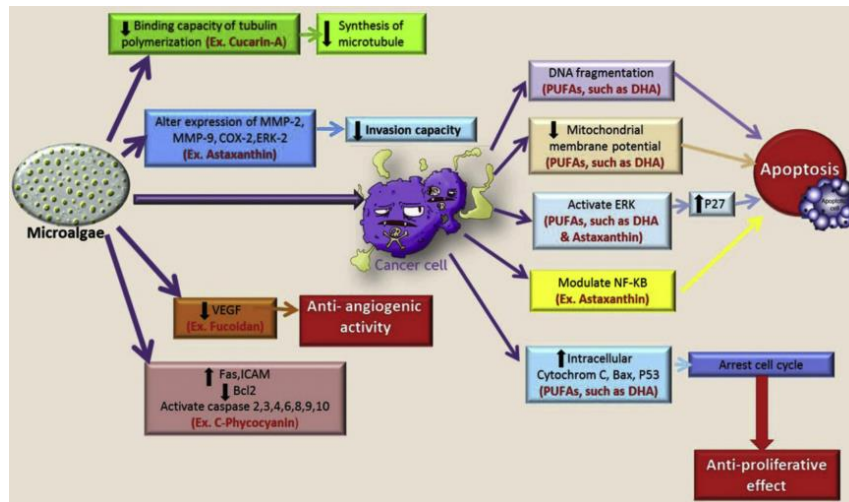 Binding capacity of tubulin
polymerization (Ex. Cucarin-A)
Synthesis of
microtubule
Alter expression of MMP-2,
MMP-9, COX-2,ERK-2
(Ex. Astaxanthin)
Invasion capacity
Microalgae
Cancer cell
VEGF
(Ex. Fucoidan)
Anti- angiogenic
activity
Fas,ICAM
Bcl2
Activate caspase 2,3,4,6,8,9,10
(Ex. C-Phycocyanin)
DNA fragmentation
(PUFAs, such as DHA)
Mitochondrial
membrane potential
(PUFAs, such as DHA)
Activate ERK
(PUFAs, such as DHA
& Astaxanthin)
P27
Modulate NF-KB
(Ex. Astaxanthin)
Intracellular
Cytochrom C, Bax, P53
(PUFAs, such as DHA)
Arrest cell cycle
Apoptosis
Anti-proliferative
effect